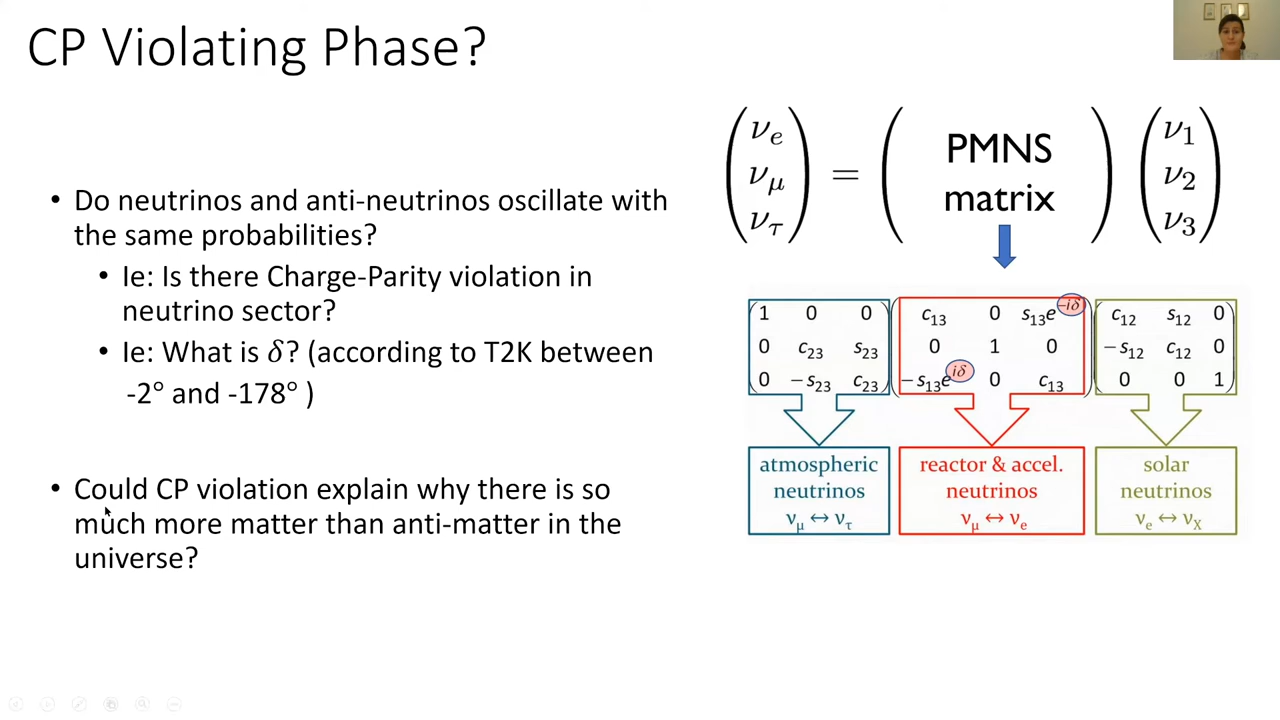 CP Violating Phase?
• Do neutrinos and anti-neutrinos oscillate with
the same probabilities?
• Ie: Is there Charge-Parity violation in
neutrino sector?
• Ie: What is δ? (according to T2K between
-2° and -178° )
• Could CP violation explain why there is so
much more matter than anti-matter in the
universe?
νe
νμ
ντ
=
PMNS
matrix
ν1
ν2
ν3
1 0 0
0 c23 s23
0 −s23 c23
c13 0 s13e−iδ
0 1 0
−s13eiδ 0 c13
c12 s12 0
−s12 c12 0
0 0 1
atmospheric
neutrinos
νμ ↔ ντ
reactor & accel.
neutrinos
νμ ↔ νe
solar
neutrinos
νe ↔ νX